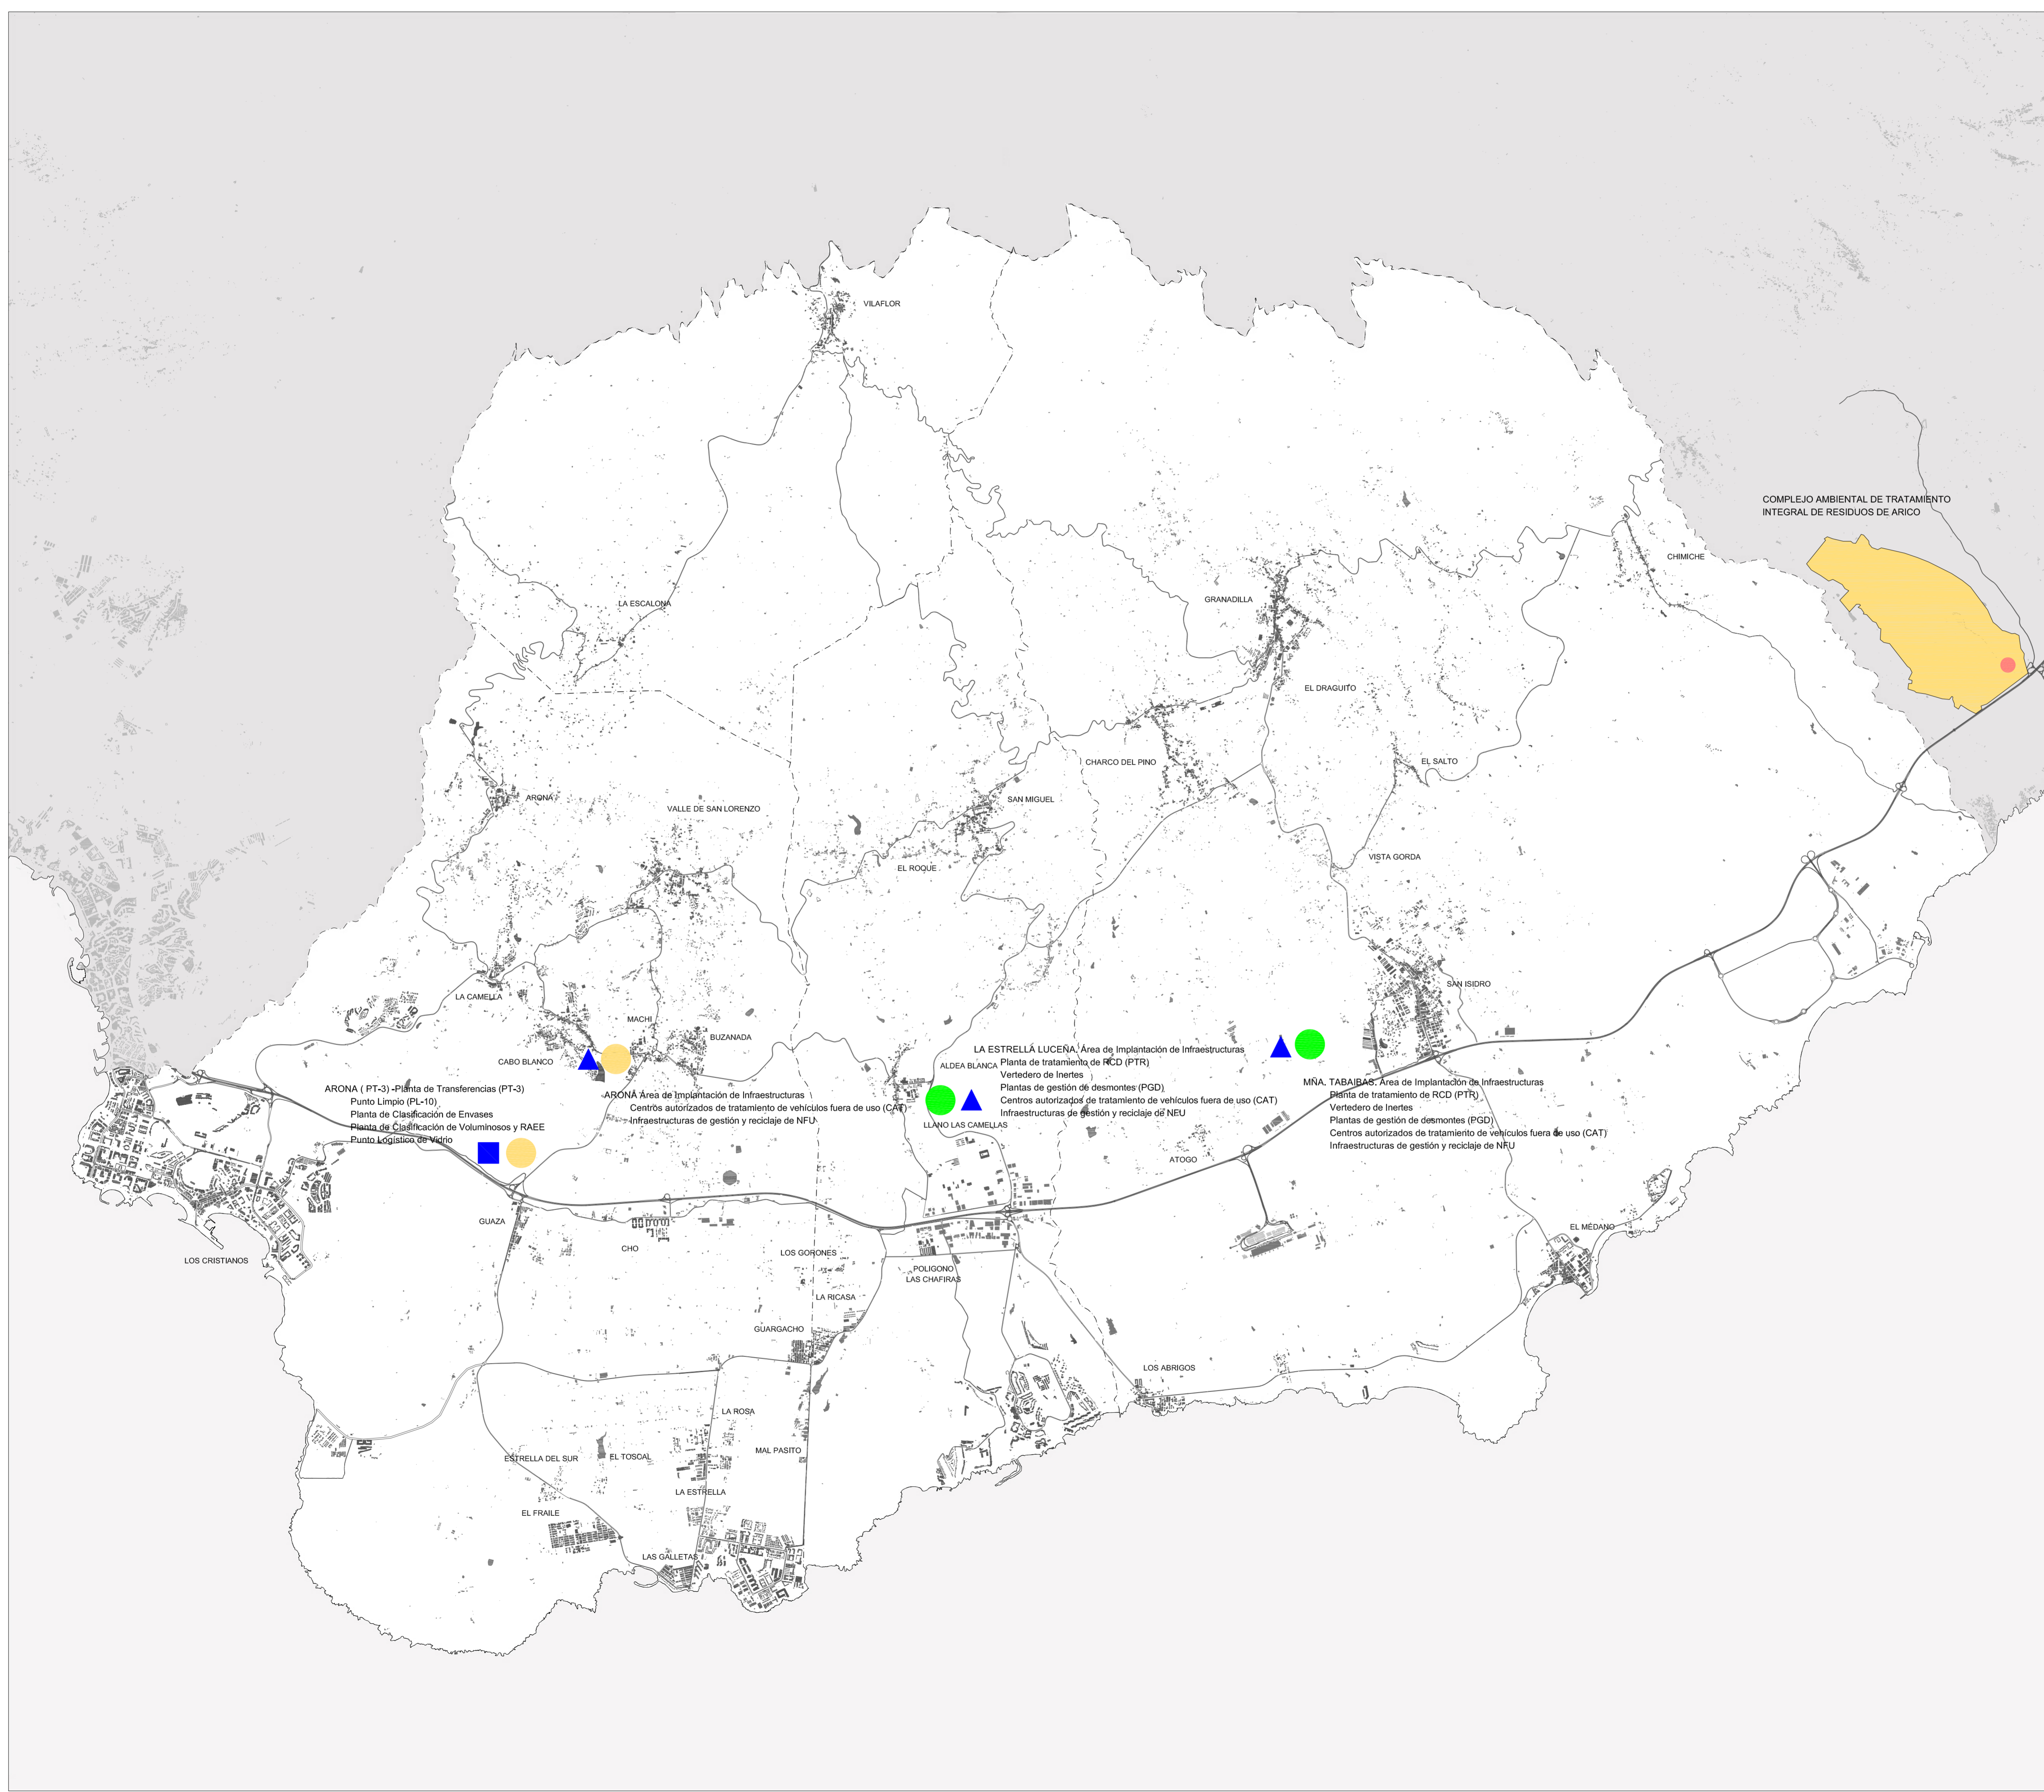 VILAFLOR
COMPLEJO AMBIENTAL DE TRATAMIENTO
INTEGRAL DE RESIDUOS DE ARICO
CHIMICHE
LA ESCALONA
GRANADILLA
EL DRAGUITO
CHARCO DEL PINO
EL SALTO
ARONA
VALLE DE SAN LORENZO
SAN MIGUEL
EL ROQUE
VISTA GORDA
SAN ISIDRO
LA CAMELLA
MACHI
BUZANADA
CABO BLANCO
ALDEA BLANCA
LA ESTRELLA LUCEÑA. Área de Implantación de Infraestructuras
Planta de tratamiento de RCD (PTR)
Vertedero de Inertes
Plantas de gestión de desmontes (PGD)
Centros autorizados de tratamiento de vehículos fuera de uso (CAT)
Infraestructuras de gestión y reciclaje de NEU
MÑA. TABAIBAS. Área de Implantación de Infraestructuras
Planta de tratamiento de RCD (PTR)
Vertedero de Inertes
Plantas de gestión de desmontes (PGD)
Centros autorizados de tratamiento de vehículos fuera de uso (CAT)
Infraestructuras de gestión y reciclaje de NFU
ARONA ( PT-3) -Planta de Transferencias (PT-3)
Punto Limpio (PL-10)
Planta de Clasificación de Envases
Planta de Clasificación de Voluminosos y RAEE
Punto Logístico de Vidrio
ARONA Área de Implantación de Infraestructuras
Centros autorizados de tratamiento de vehículos fuera de uso (CAT)
Infraestructuras de gestión y reciclaje de NFU
LLANO LAS CAMELLAS
ATOGO
GUAZA
CHO
LOS CRISTIANOS
LOS GORONES
POLIGONO
LAS CHAFIRAS
EL MÉDANO
LA RICASA
GUARGACHO
LOS ABRIGOS
LA ROSA
MAL PASITO
ESTRELLA DEL SUR
EL TOSCAL
LA ESTRELLA
EL FRAILE
LAS GALLETAS